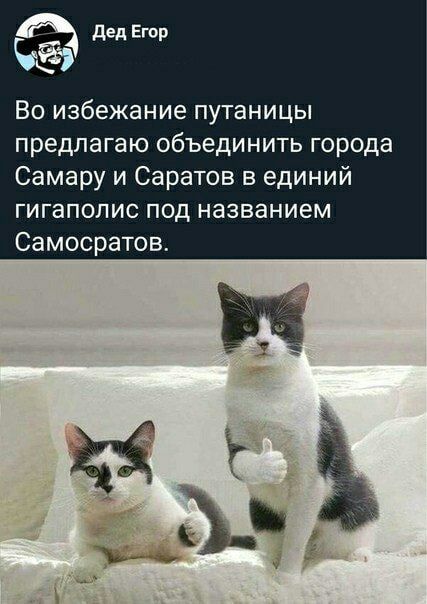 Дед Егор
Во избежание путаницы
предлагаю объединить города
Самару и Саратов в единий
гигаполис под названием
Самосратов.